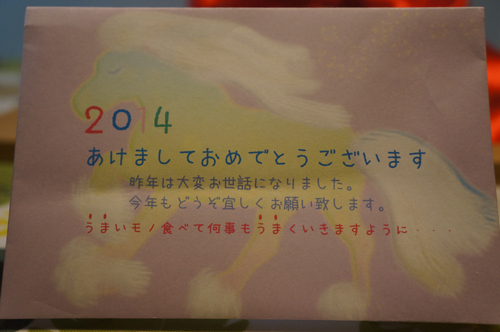 2014
あけましておめでとうございます
昨年は大変お世話になりました。
今年もどうぞ宜しくお願い致します。
うまいモノ食べて何事もうまくいきますように・・・